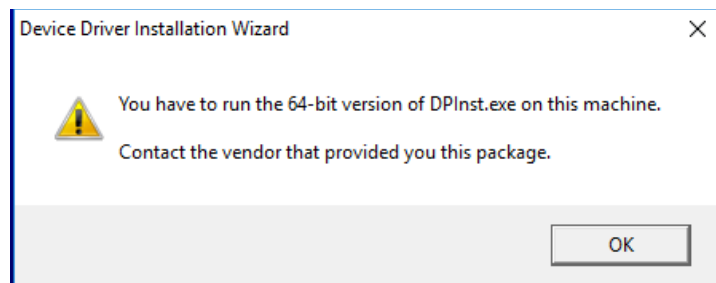 Device Driver Installation Wizard
You have to run the 64-bit version of DPInst.exe on this machine.
Contact the vendor that provided you this package.
OK